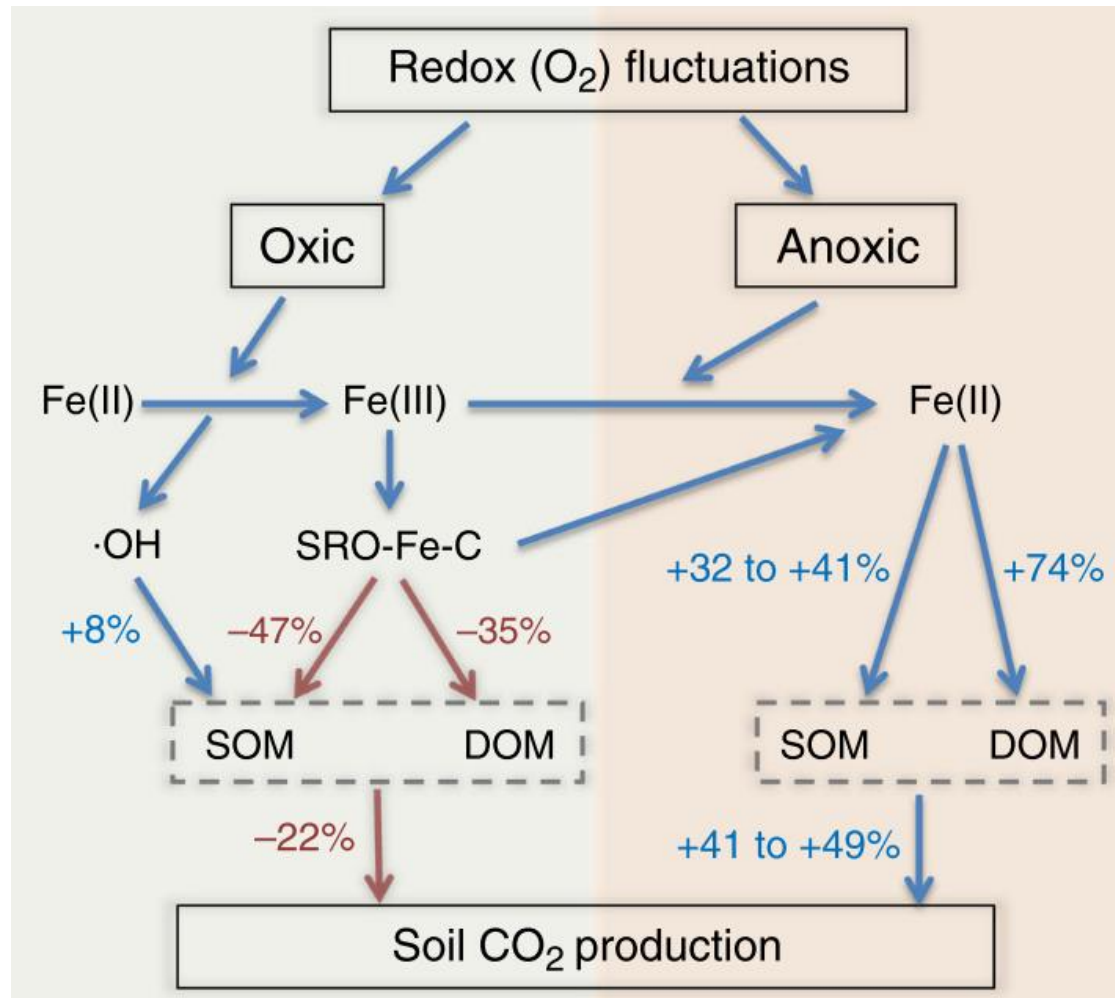 Redox (O₂) fluctuations
Oxic
Anoxic
Fe(II)
Fe(III)
Fe(II)
·OH
SRO-Fe-C
+32 to +41%
+74%
+8%
–47%
–35%
SOM
DOM
SOM
DOM
–22%
+41 to +49%
Soil CO₂ production